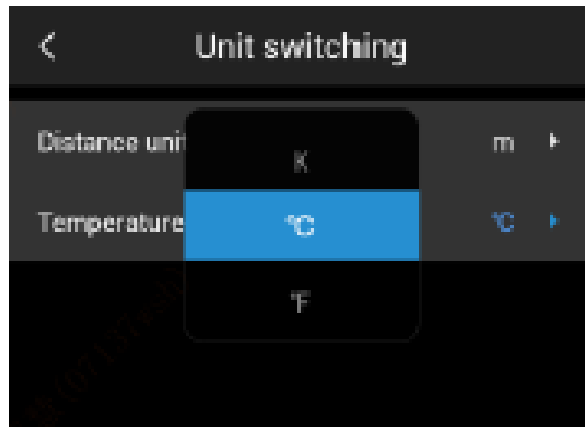 Unit switching
Distance unit
m
K
Temperature
℃
℃
℉